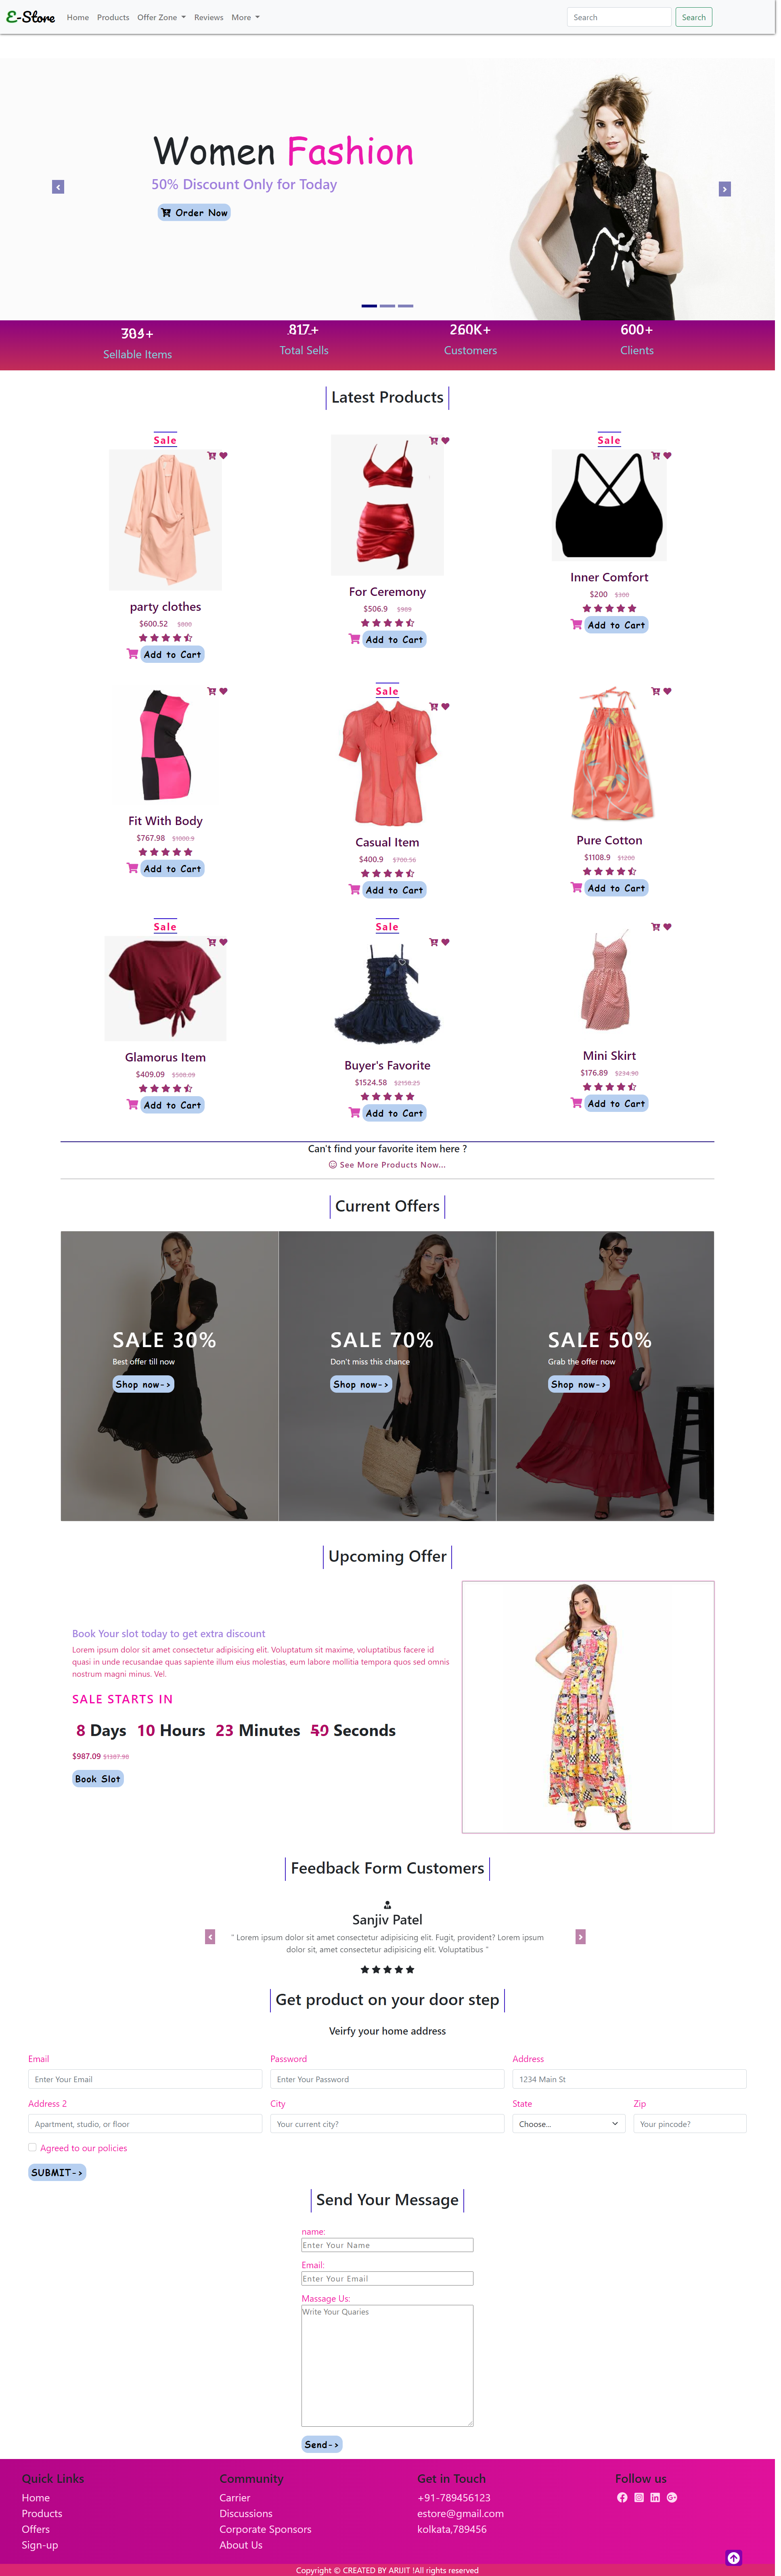 E-Store Home Products Offer Zone Reviews More Search Search
Women Fashion
50% Discount Only for Today
Order Now
817+ 260K+ 600+
Sellable Items Total Sells Customers Clients
Latest Products
Sale
party clothes
$600.52 $800
Add to Cart
For Ceremony
$506.9 $989
Add to Cart
Sale
Inner Comfort
$200 $300
Add to Cart
Fit With Body
$767.98 $1000.9
Add to Cart
Sale
Casual Item
$400.9 $700.56
Add to Cart
Pure Cotton
$1108.9 $1200
Add to Cart
Sale
Glamorus Item
$409.09 $500.09
Add to Cart
Sale
Buyer's Favorite
$1524.58 $2158.25
Add to Cart
Mini Skirt
$176.89 $234.90
Add to Cart
Can't find your favorite item here ?
See More Products Now...
Current Offers
SALE 30%
Best offer till now
Shop now->
SALE 70%
Don't miss this chance
Shop now->
SALE 50%
Grab the offer now
Shop now->
Upcoming Offer
Book Your slot today to get extra discount
Lorem ipsum dolor sit amet consectetur adipisicing elit. Voluptatum sit maxime, voluptatibus facere id
quasi in unde recusandae quas sapiente illum eius molestias, eum labore mollitia tempora quos sed omnis
nostrum magni minus. Vel.
SALE STARTS IN
8 Days 10 Hours 23 Minutes Seconds
$987.09 $1387.98
Book Slot
Feedback Form Customers
Sanjiv Patel
" Lorem ipsum dolor sit amet consectetur adipisicing elit. Fugit, provident? Lorem ipsum
dolor sit, amet consectetur adipisicing elit. Voluptatibus "
Get product on your door step
Veirfy your home address
Email Password Address
Enter Your Email Enter Your Password 1234 Main St
Address 2 City State Zip
Apartment, studio, or floor Your current city? Choose... Your pincode?
Agreed to our policies
SUBMIT->
Send Your Message
name:
Enter Your Name
Email:
Enter Your Email
Massage Us:
Write Your Quaries
Send->
Quick Links
Home
Products
Offers
Sign-up
Community
Carrier
Discussions
Corporate Sponsors
About Us
Get in Touch
+91-789456123
estore@gmail.com
kolkata,789456
Follow us
Copyright © CREATED BY ARIJIT !All rights reserved